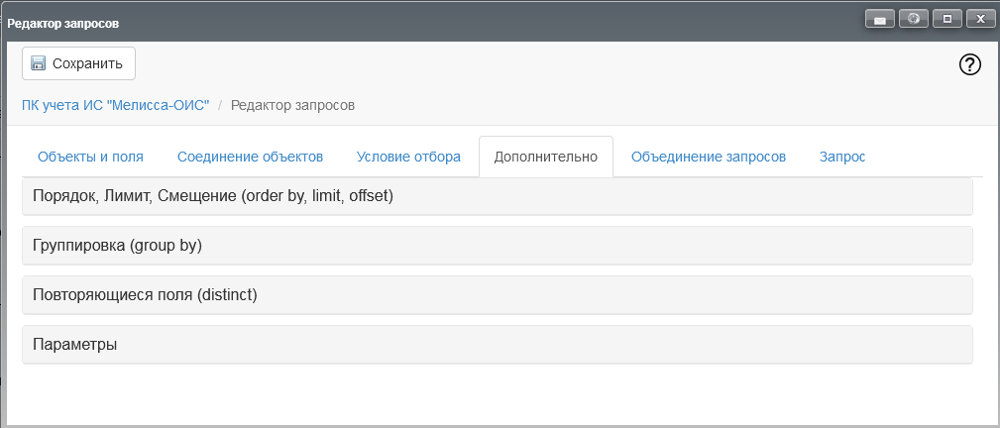 Редактор запросов
Сохранить
ПК учета ИС "Мелисса-ОИС" / Редактор запросов
Объекты и поля Соединение объектов Условие отбора Дополнительно Объединение запросов Запрос
Порядок, Лимит, Смещение (order by, limit, offset)
Группировка (group by)
Повторяющиеся поля (distinct)
Параметры